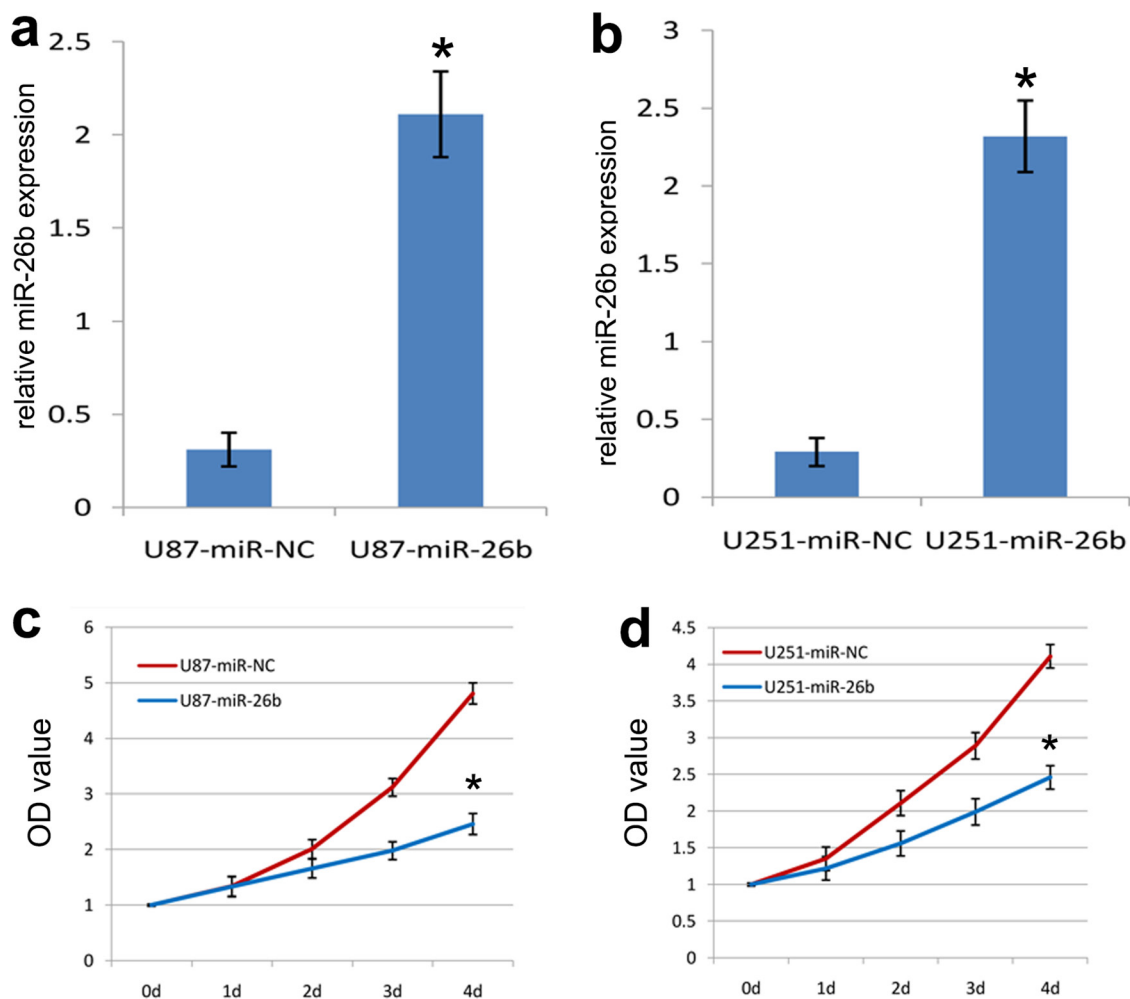 a
relative miR-26b expression
2.5
2
1.5
1
0.5
0
*
U87-miR-NC U87-miR-26b
b
relative miR-26b expression
3
2.5
2
1.5
1
0.5
0
*
U251-miR-NC U251-miR-26b
c
OD value
6
5
4
3
2
1
0
U87-miR-NC
U87-miR-26b
*
0d 1d 2d 3d 4d
d
OD value
4.5
4
3.5
3
2.5
2
1.5
1
0.5
0
U251-miR-NC
U251-miR-26b
*
0d 1d 2d 3d 4d